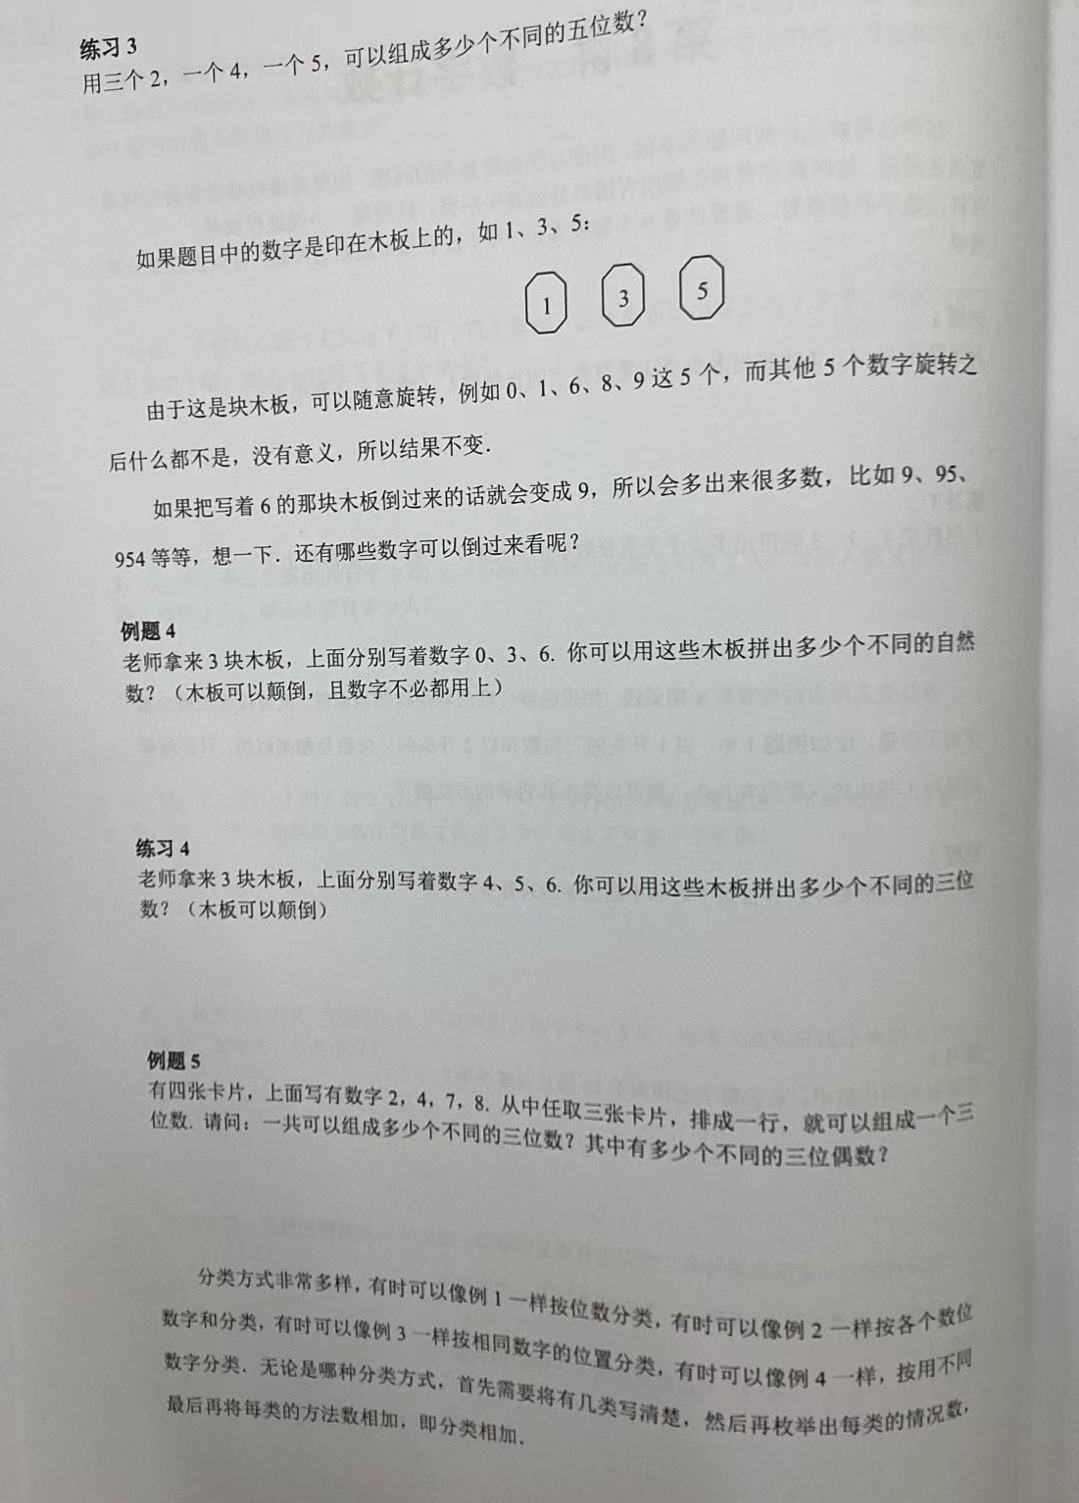 练习 3
用三个 2，一个 4，一个 5，可以组成多少个不同的五位数？
如果题目中的数字是印在木板上的，如 1、3、5：
1 3 5
由于这是块木板，可以随意旋转，例如 0、1、6、8、9 这 5 个，而其他 5 个数字旋转之
后什么都不是，没有意义，所以结果不变．
如果把写着 6 的那块木板倒过来的话就会变成 9，所以会多出来很多数，比如 9、95、
954 等等，想一下．还有哪些数字可以倒过来看呢？
例题 4
老师拿来 3 块木板，上面分别写着数字 0、3、6. 你可以用这些木板拼出多少个不同的自然
数？（木板可以颠倒，且数字不必都用上）
练习 4
老师拿来 3 块木板，上面分别写着数字 4、5、6. 你可以用这些木板拼出多少个不同的三位
数？（木板可以颠倒）
例题 5
有四张卡片，上面写有数字 2，4，7，8. 从中任取三张卡片，排成一行，就可以组成一个三
位数. 请问：一共可以组成多少个不同的三位数？其中有多少个不同的三位偶数？
分类方式非常多样，有时可以像例 1 一样按位数分类，有时可以像例 2 一样按各个数位
数字和分类，有时可以像例 3 一样按相同数字的位置分类，有时可以像例 4 一样，按用不同
数字分类．无论是哪种分类方式，首先需要将有几类写清楚，然后再枚举出每类的情况数，
最后再将每类的方法数相加，即分类相加．